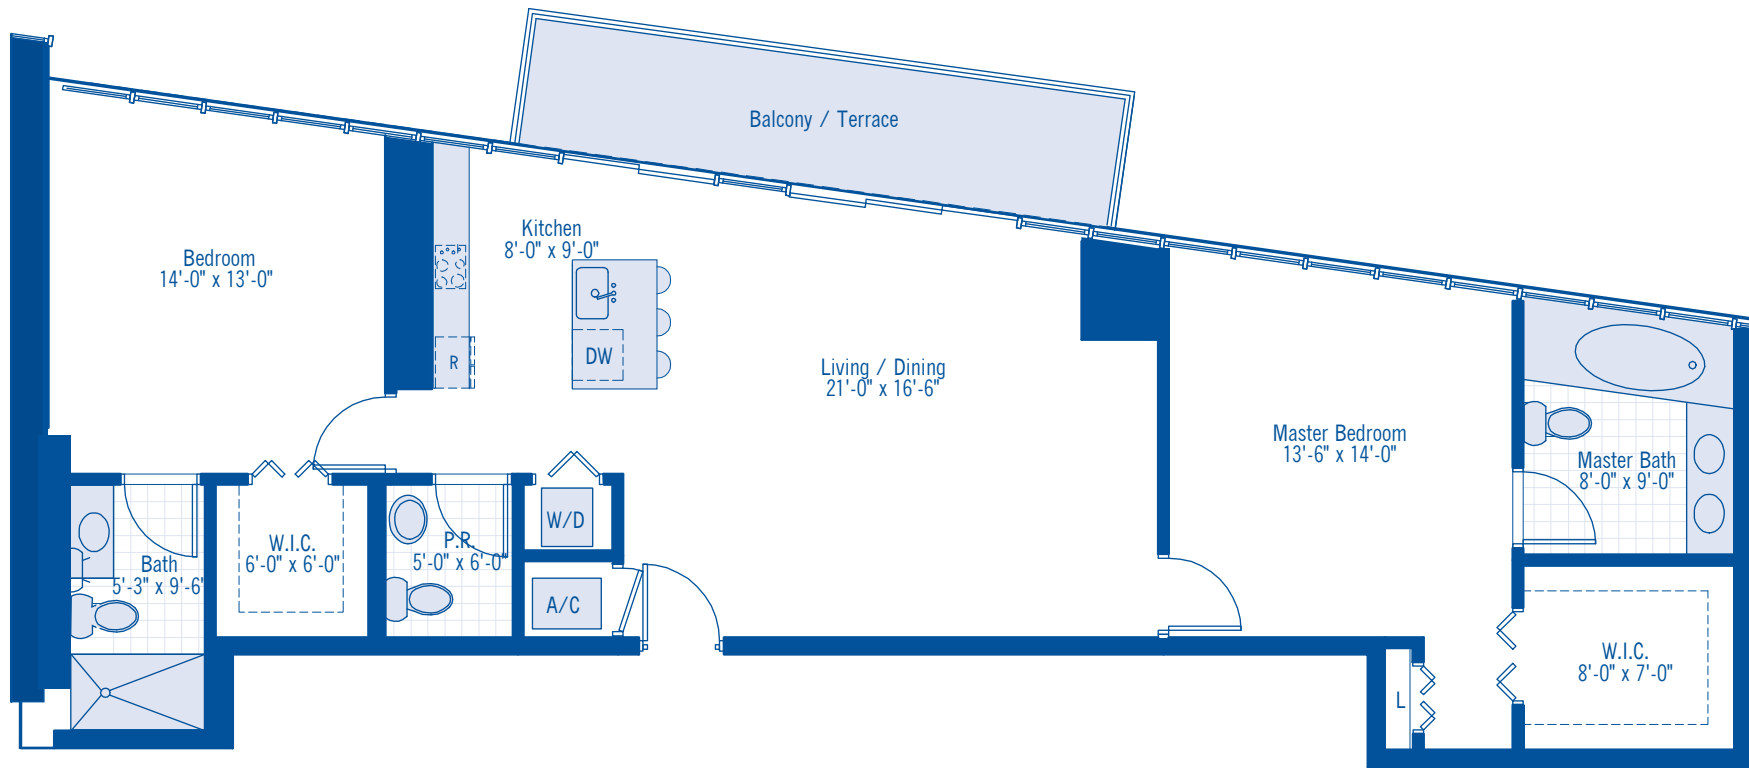 Balcony / Terrace
Kitchen
8'-0" x 9'-0"
Bedroom
14'-0" x 13'-0"
R
DW
Living / Dining
21'-0" x 16'-6"
Master Bedroom
13'-6" x 14'-0"
Master Bath
8'-0" x 9'-0"
W/D
W.I.C.
6'-0" x 6'-0"
P.R.
5'-0" x 6'-0"
Bath
5'-3" x 9'-6"
A/C
W.I.C.
8'-0" x 7'-0"
L